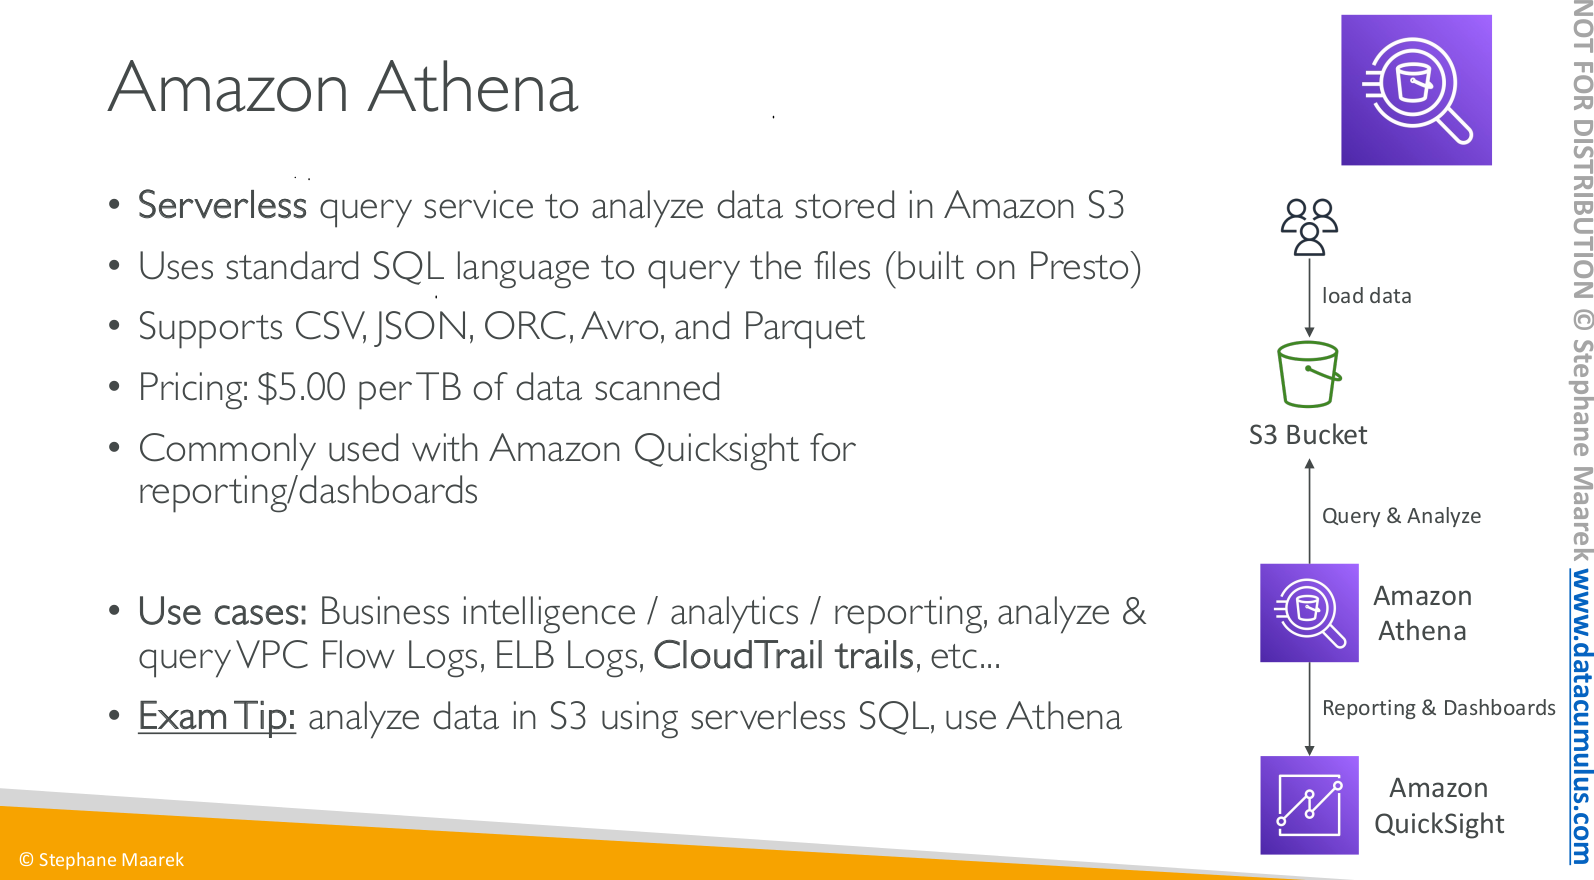 Amazon Athena
• Serverless query service to analyze data stored in Amazon S3
• Uses standard SQL language to query the files (built on Presto)
• Supports CSV, JSON, ORC, Avro, and Parquet
• Pricing: $5.00 per TB of data scanned
• Commonly used with Amazon Quicksight for
reporting/dashboards
• Use cases: Business intelligence / analytics / reporting, analyze &
query VPC Flow Logs, ELB Logs, CloudTrail trails, etc...
• Exam Tip: analyze data in S3 using serverless SQL, use Athena
load data
S3 Bucket
Query & Analyze
Amazon
Athena
Reporting & Dashboards
Amazon
QuickSight
© Stephane Maarek
NOT FOR DISTRIBUTION © Stephane Maarek www.datacumulus.com